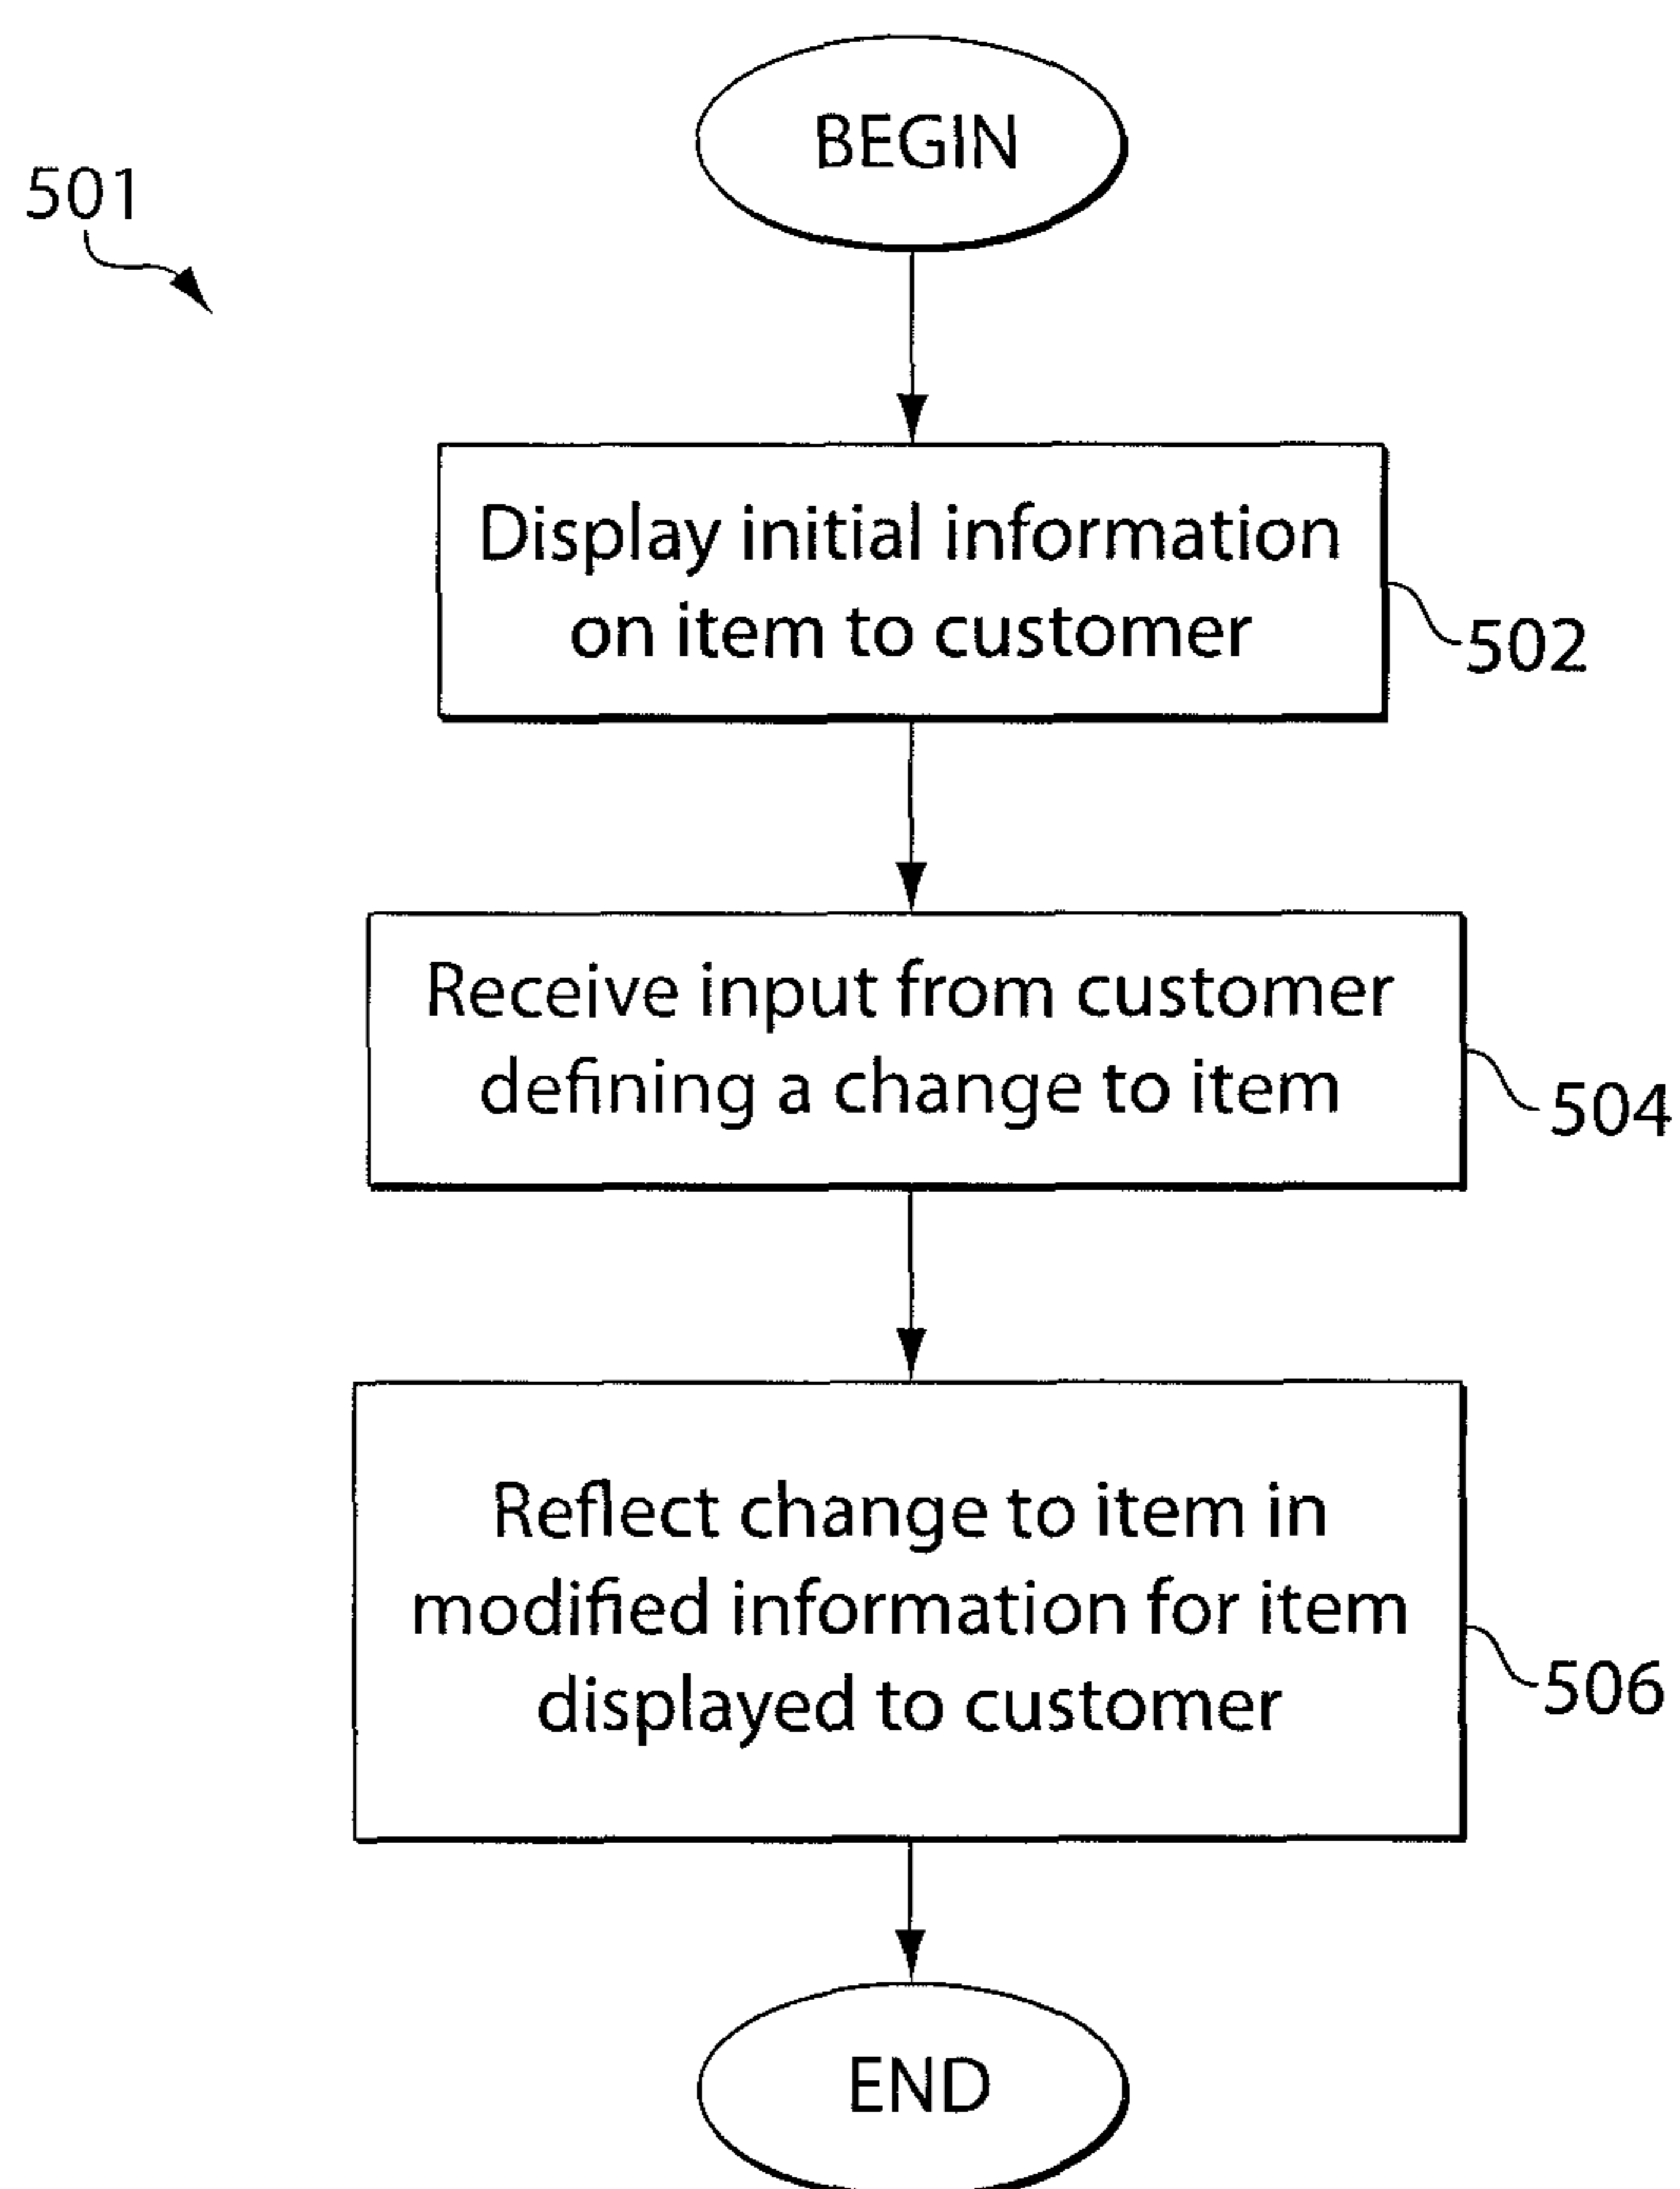 BEGIN
501
Display initial information
on item to customer
502
Receive input from customer
defining a change to item
504
Reflect change to item in
modified information for item
displayed to customer
506
END